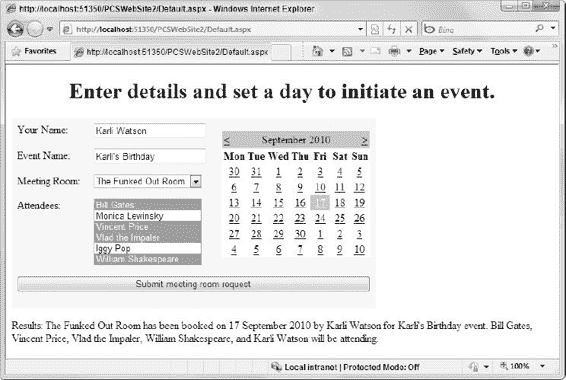 http://localhost:51350/PCSWebSite2/Default.aspx - Windows Internet Explorer
http://localhost:51350/PCSWebSite2/Default.aspx
Bing
Favorites
http://localhost:51350/PCSWebSite2/Default.aspx
Page Safety Tools
Enter details and set a day to initiate an event.
Your Name: Karli Watson
Event Name: Karli's Birthday
Meeting Room: The Funked Out Room
Attendees: Bill Gates
Monica Lewinsky
Vincent Price
Vlad the Impaler
Iggy Pop
William Shakespeare
< September 2010 >
Mon Tue Wed Thu Fri Sat Sun
30 31 1 2 3 4 5
6 7 8 9 10 11 12
13 14 15 16 17 18 19
20 21 22 23 24 25 26
27 28 29 30 1 2 3
4 5 6 7 8 9 10
Submit meeting room request
Results: The Funked Out Room has been booked on 17 September 2010 by Karli Watson for Karli's Birthday event. Bill Gates,
Vincent Price, Vlad the Impaler, William Shakespeare, and Karli Watson will be attending.
Local intranet | Protected Mode: Off
100%